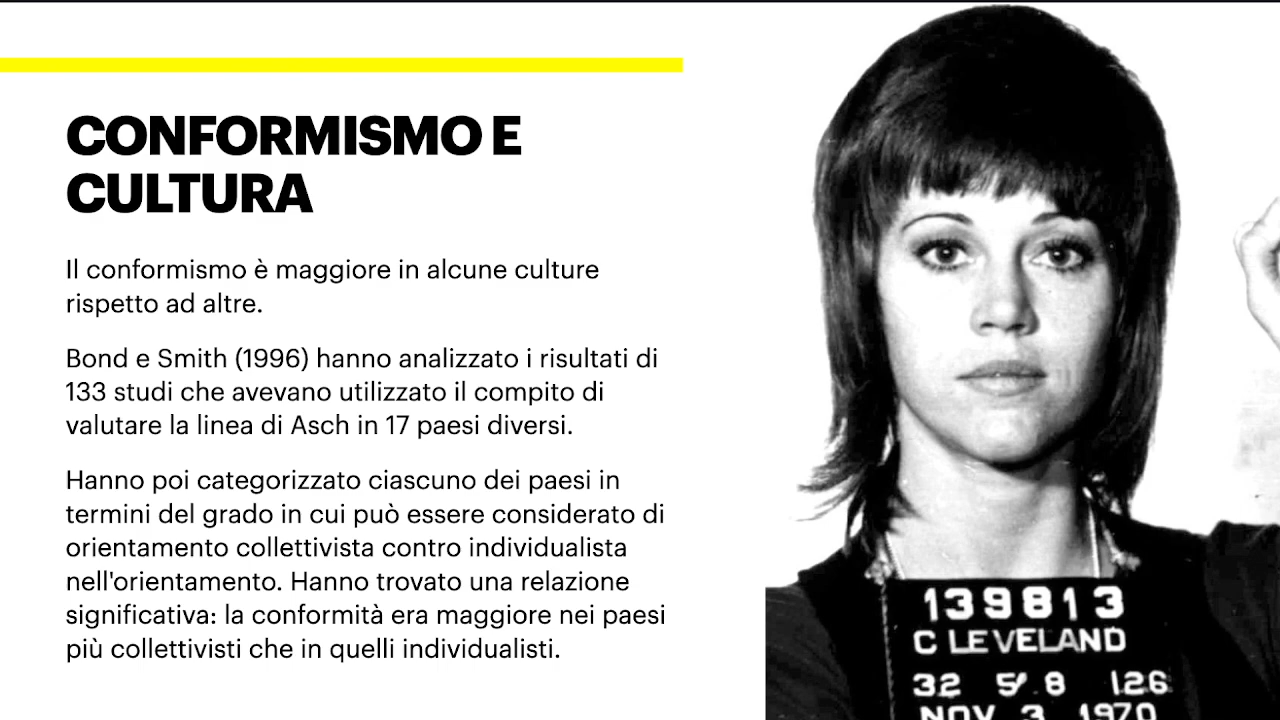 CONFORMISMO E
CULTURA
Il conformismo è maggiore in alcune culture
rispetto ad altre.
Bond e Smith (1996) hanno analizzato i risultati di
133 studi che avevano utilizzato il compito di
valutare la linea di Asch in 17 paesi diversi.
Hanno poi categorizzato ciascuno dei paesi in
termini del grado in cui può essere considerato di
orientamento collettivista contro individualista
nell'orientamento. Hanno trovato una relazione
significativa: la conformità era maggiore nei paesi
più collettivisti che in quelli individualisti.
139813
CLEVELAND
32 5/8 126
NOV 3 1970